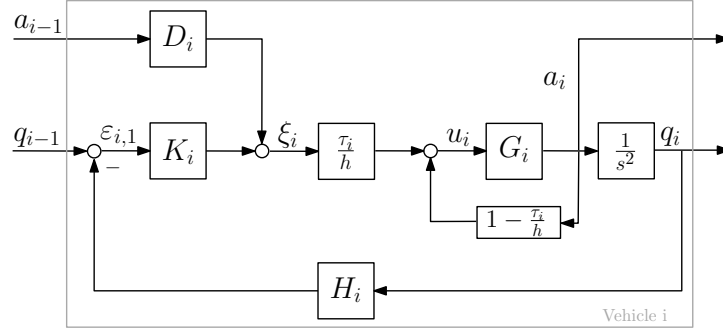 a_{i−1}
D_i
a_i
q_{i−1}
ε_{i,1}
−
K_i
ξ_i
τ_i/h
u_i
G_i
1/s²
q_i
1 − τ_i/h
H_i
Vehicle i